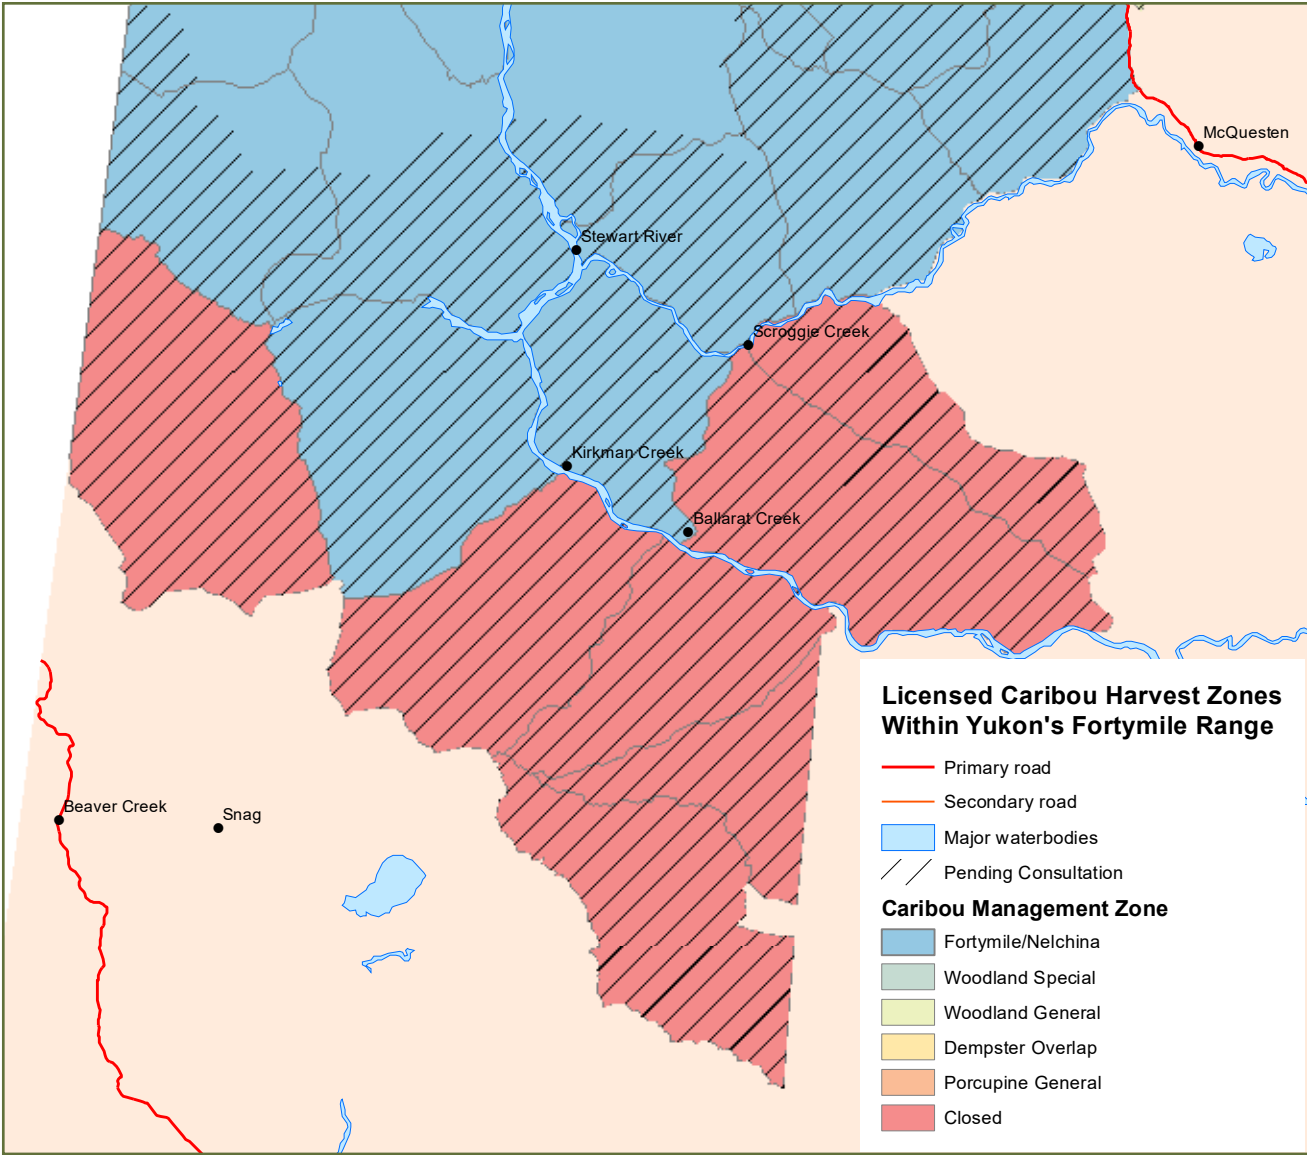 McQuesten
Stewart River
Scroggie Creek
Kirkman Creek
Ballarat Creek
Beaver Creek
Snag
Licensed Caribou Harvest Zones
Within Yukon's Fortymile Range
Primary road
Secondary road
Major waterbodies
Pending Consultation
Caribou Management Zone
Fortymile/Nelchina
Woodland Special
Woodland General
Dempster Overlap
Porcupine General
Closed